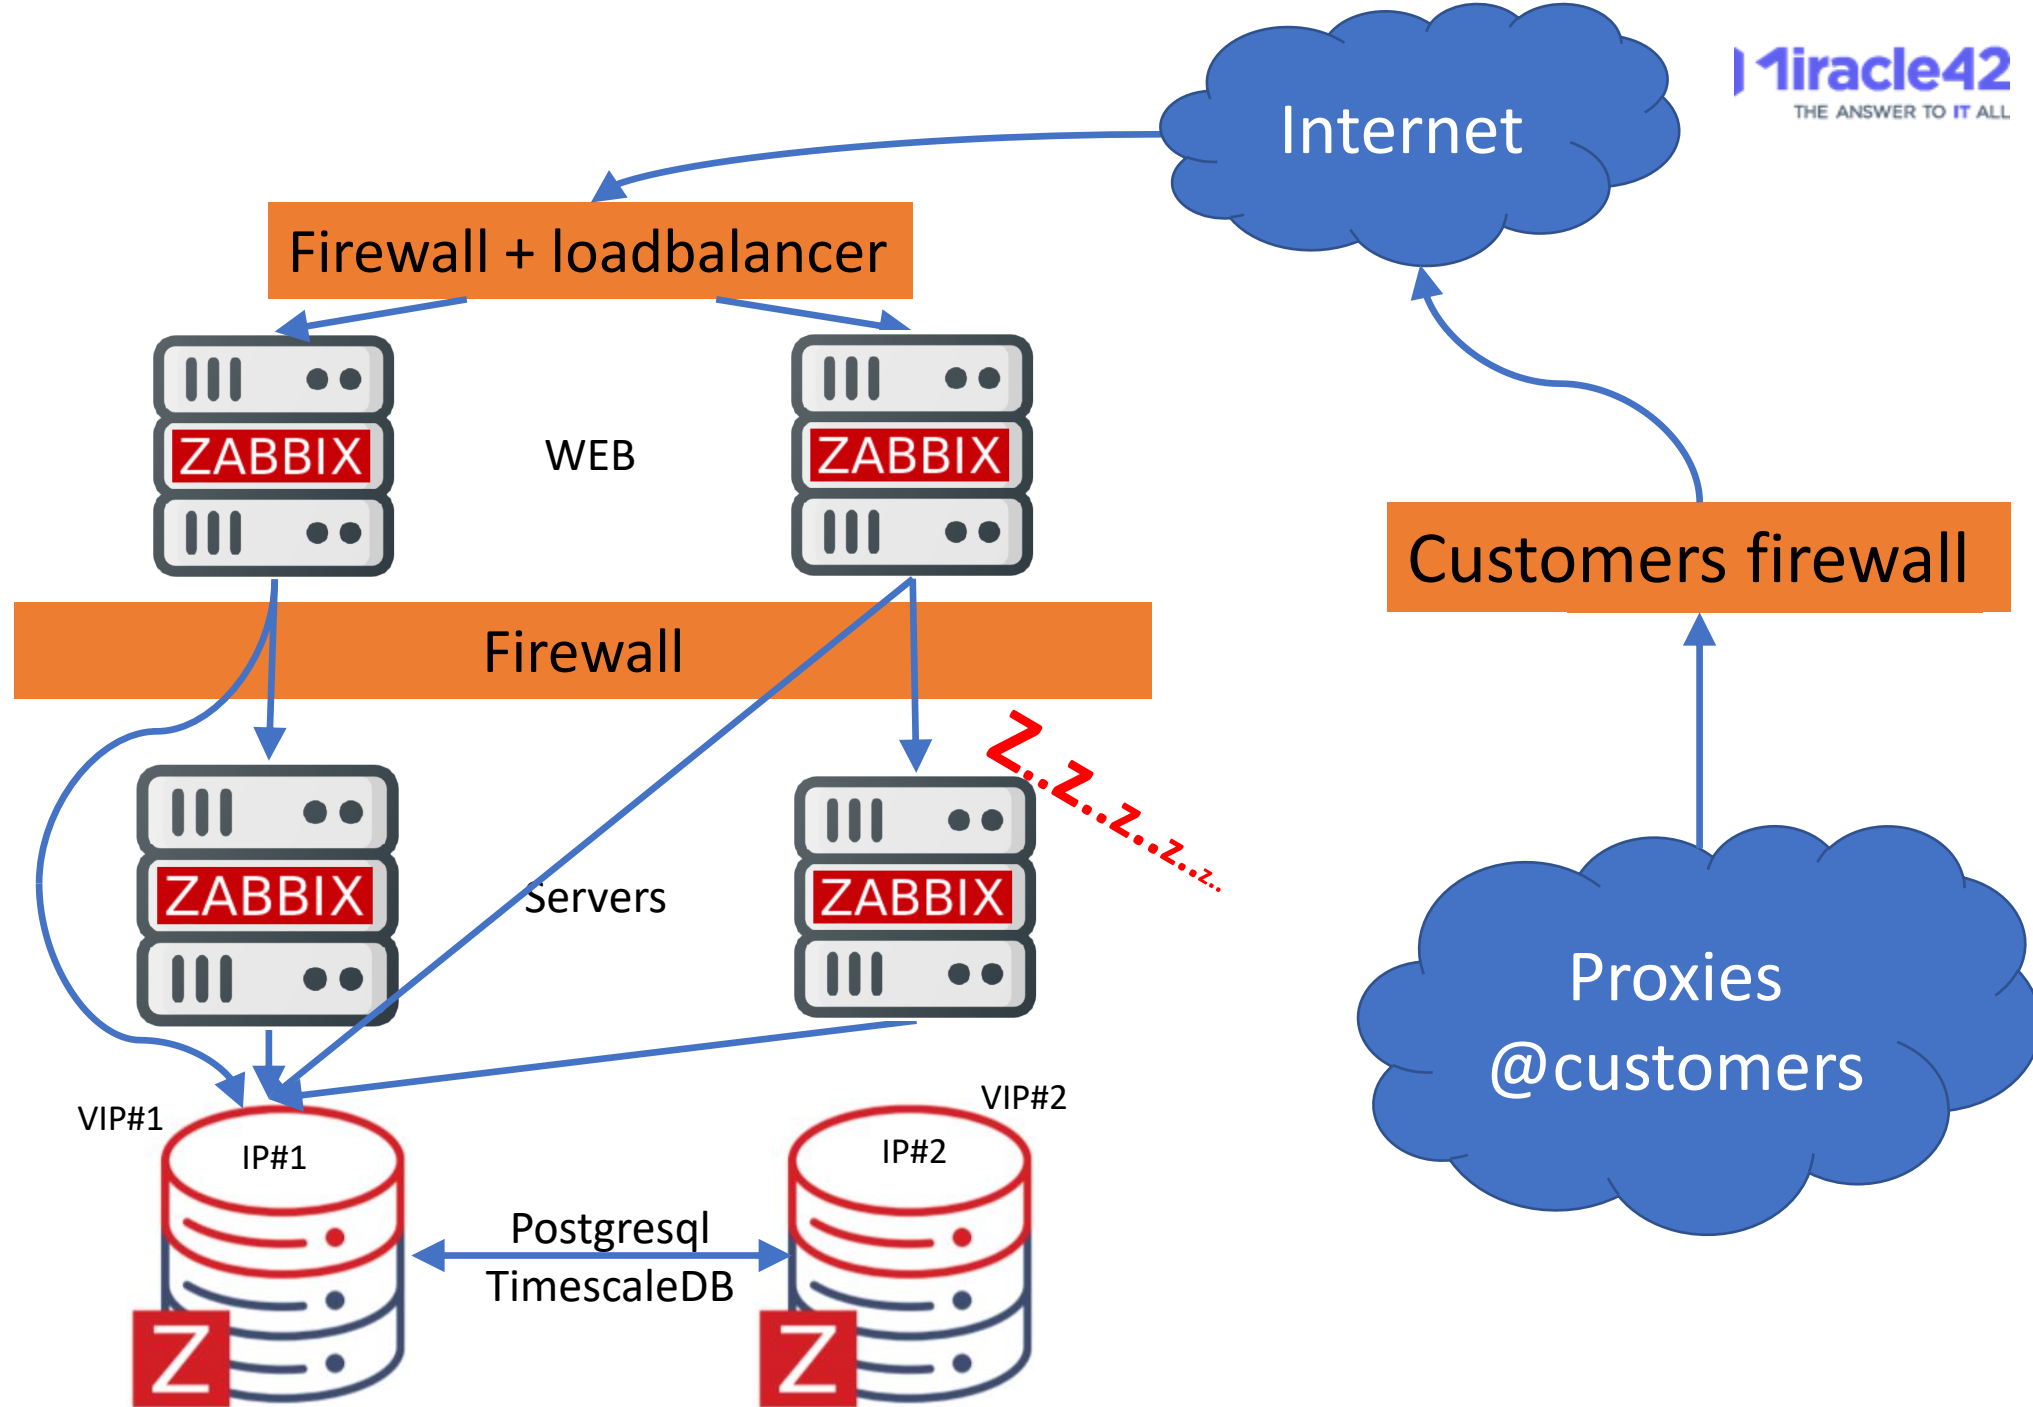 Internet
Miracle42
THE ANSWER TO IT ALL
Firewall + loadbalancer
ZABBIX
WEB
ZABBIX
Customers firewall
Firewall
Z..z..z..z...z...
ZABBIX
Servers
ZABBIX
Proxies
@customers
VIP#1
IP#1
VIP#2
IP#2
Postgresql
TimescaleDB
Z
Z